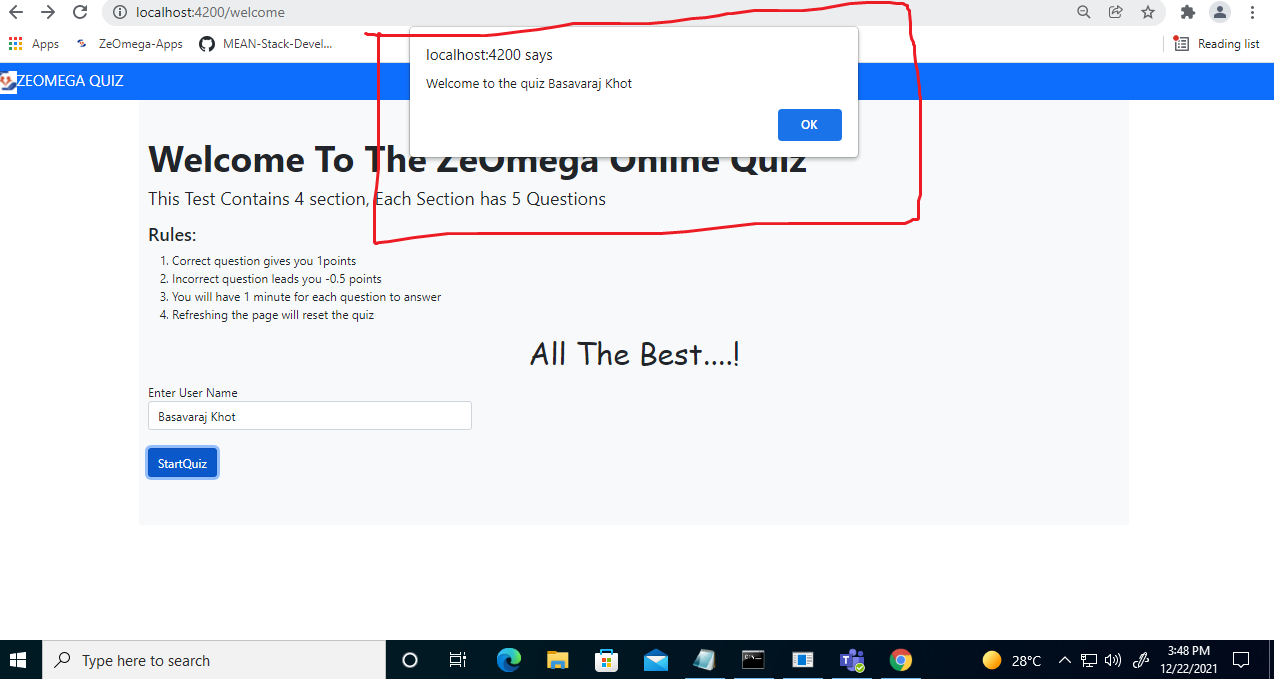 localhost:4200/welcome
Apps ZeOmega-Apps MEAN-Stack-Devel... Reading list
ZEOMEGA QUIZ
localhost:4200 says
Welcome to the quiz Basavaraj Khot
OK
Welcome To The ZeOmega Online Quiz
This Test Contains 4 section, Each Section has 5 Questions
Rules:
1. Correct question gives you 1points
2. Incorrect question leads you -0.5 points
3. You will have 1 minute for each question to answer
4. Refreshing the page will reset the quiz
All The Best....!
Enter User Name
Basavaraj Khot
StartQuiz
Type here to search
28°C
3:48 PM
12/22/2021